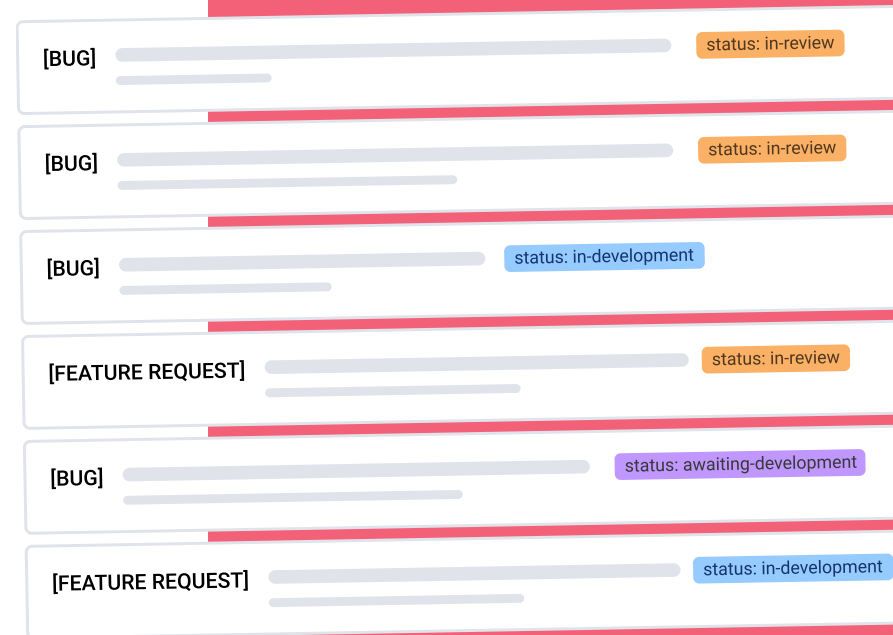 [BUG] status: in-review
[BUG] status: in-review
[BUG] status: in-development
[FEATURE REQUEST] status: in-review
[BUG] status: awaiting-development
[FEATURE REQUEST] status: in-development